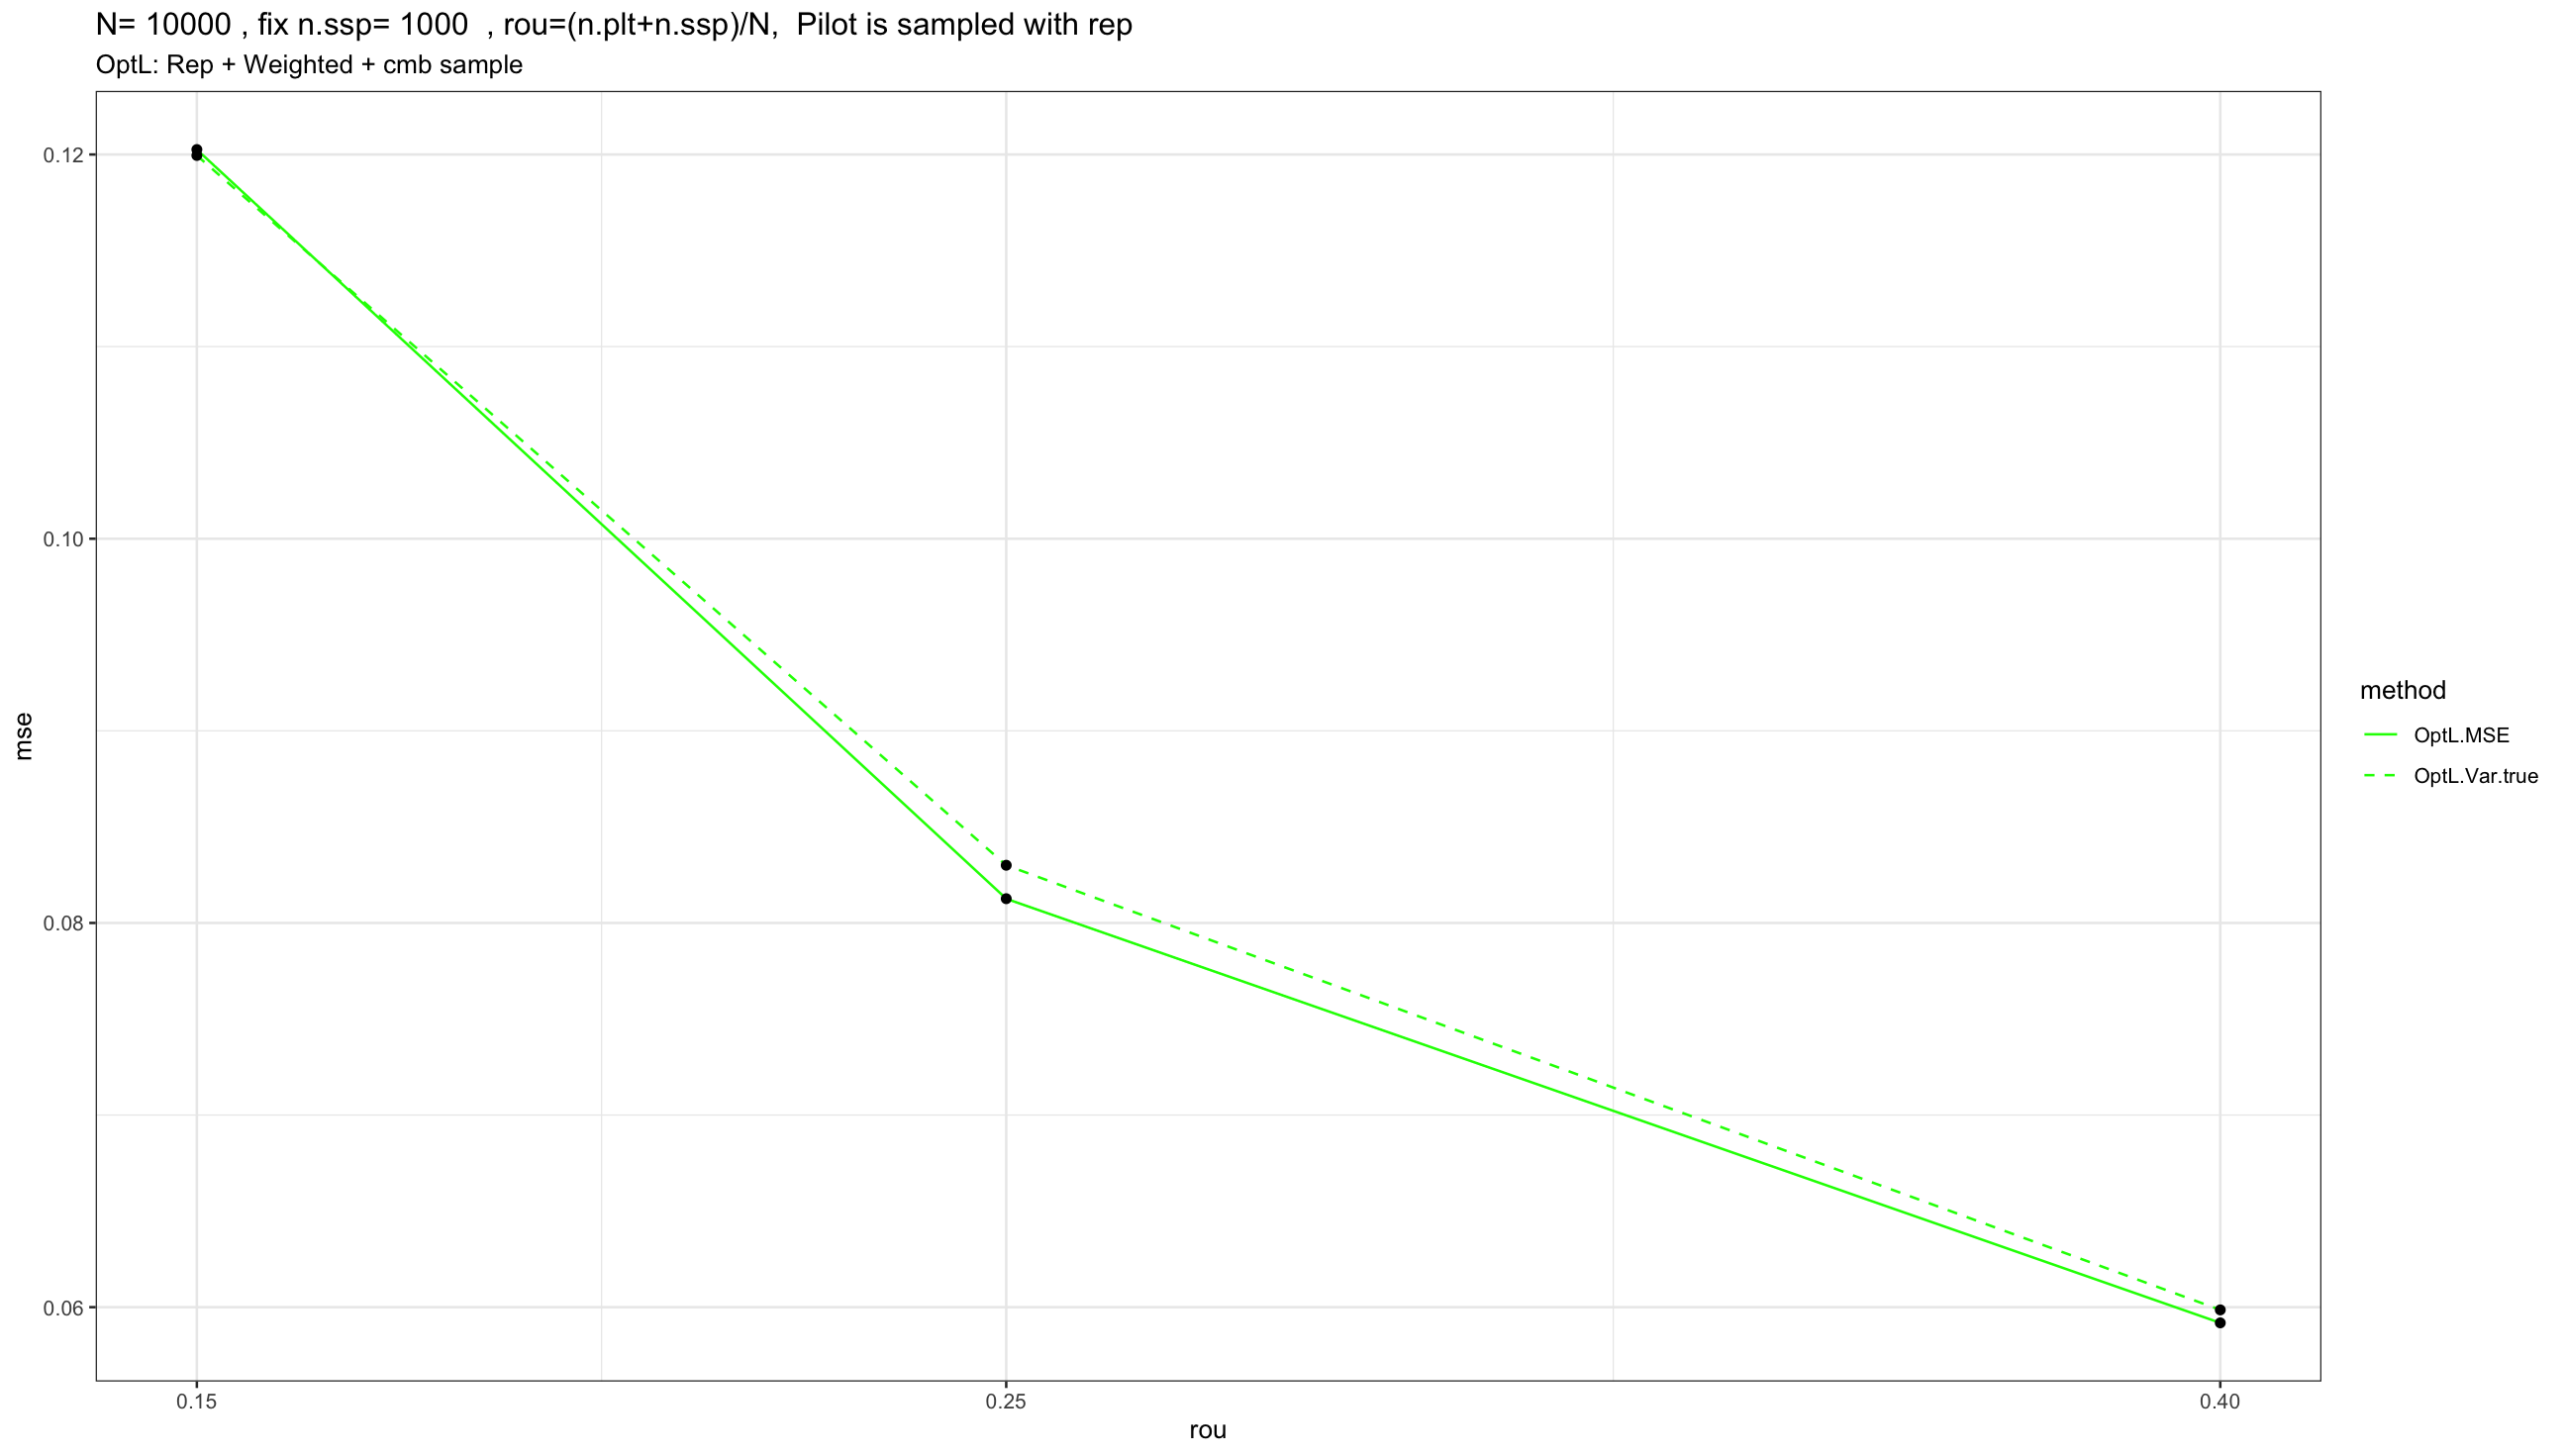 N= 10000 , fix n.ssp= 1000  , rou=(n.plt+n.ssp)/N,  Pilot is sampled with rep
OptL: Rep + Weighted + cmb sample
0.12
0.10
0.08
0.06
mse
0.15
0.25
0.40
rou
method
OptL.MSE
OptL.Var.true